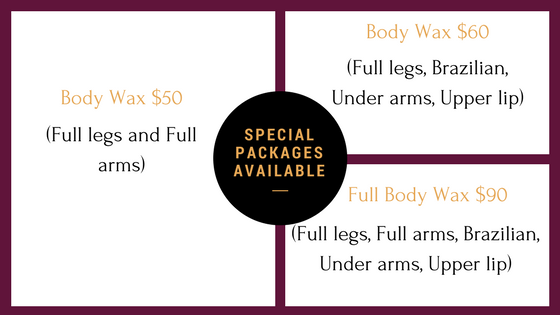 Body Wax $50
(Full legs and Full
arms)
SPECIAL
PACKAGES
AVAILABLE
Body Wax $60
(Full legs, Brazilian,
Under arms, Upper lip)
Full Body Wax $90
(Full legs, Full arms, Brazilian,
Under arms, Upper lip)